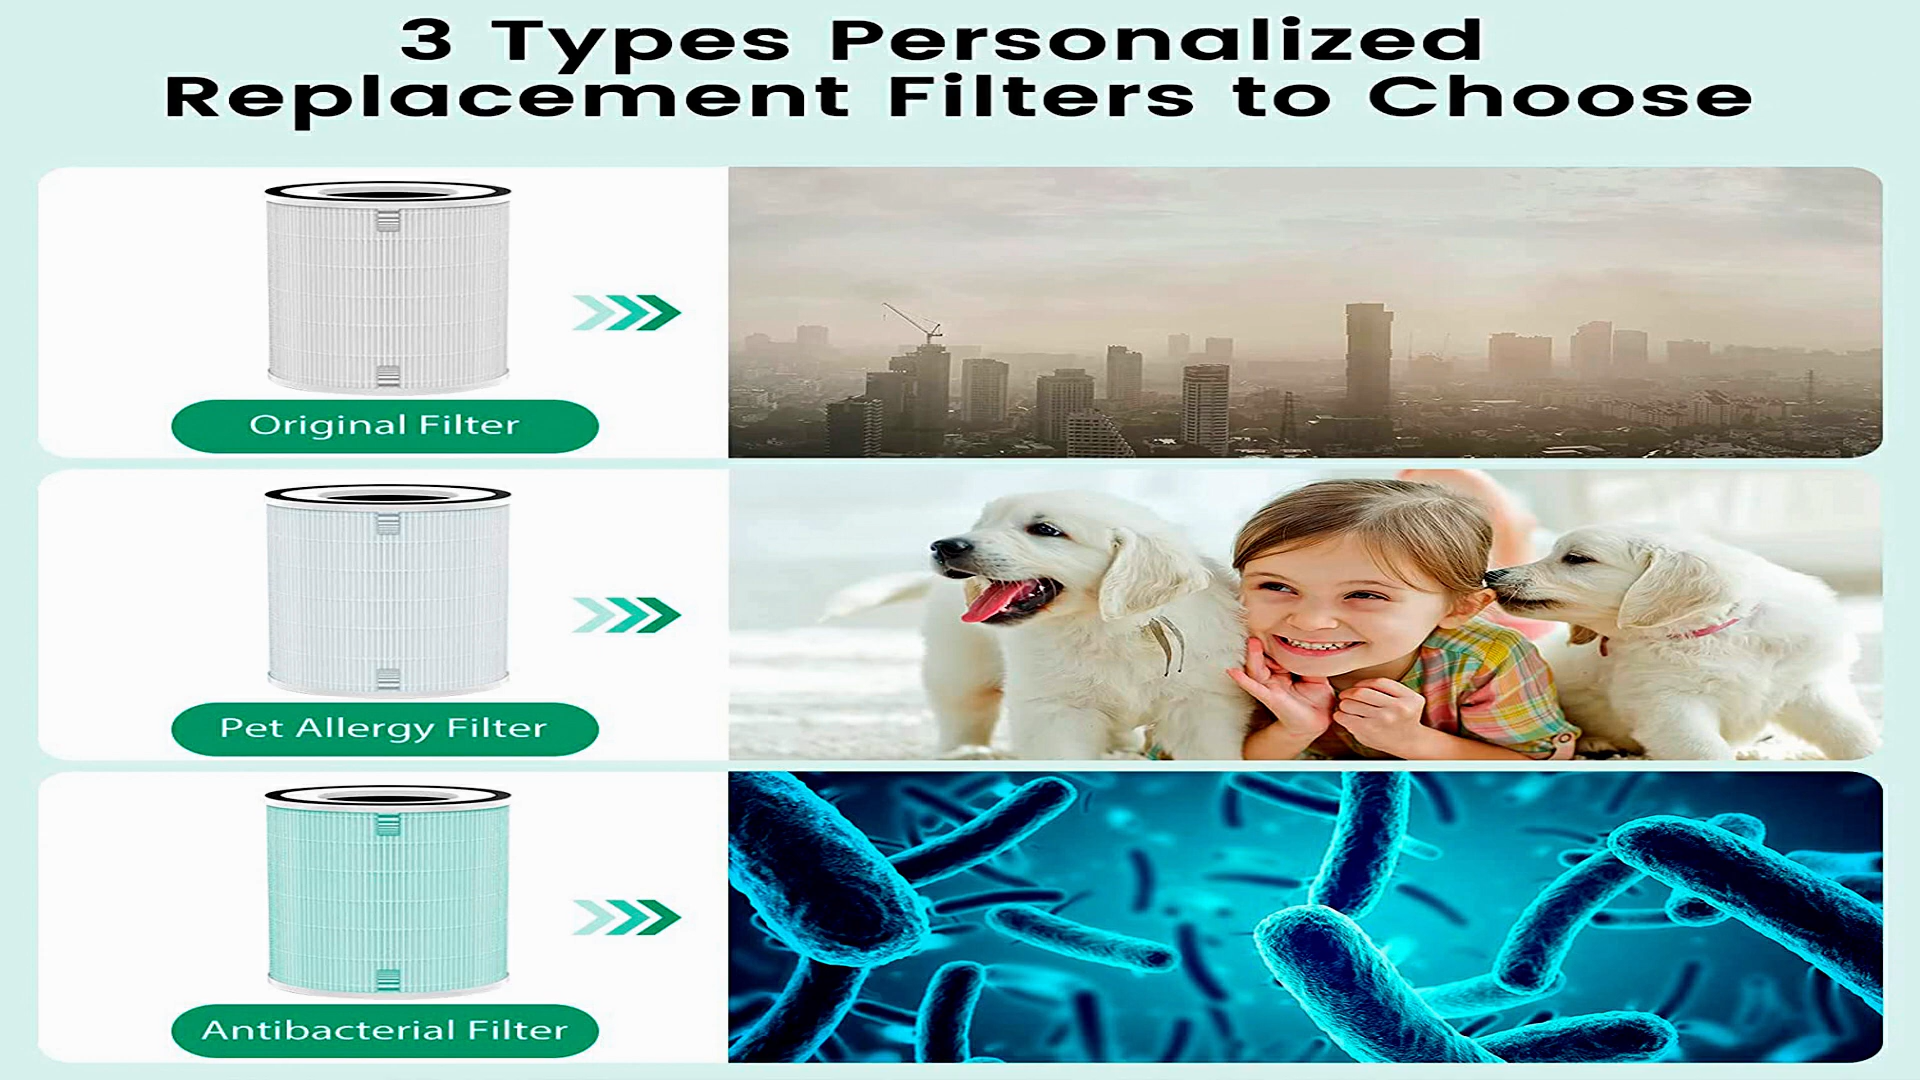 3 Types Personalized
Replacement Filters to Choose
Original Filter
Pet Allergy Filter
Antibacterial Filter